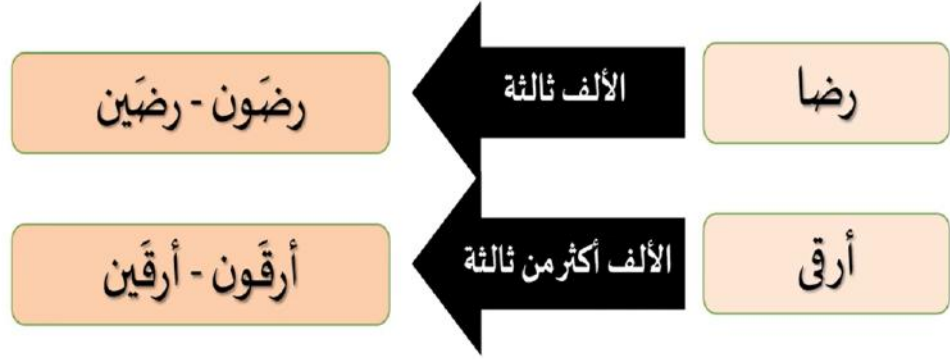 رضا
الألف ثالثة
رضَون - رضَين
أرقى
الألف أكثر من ثالثة
أرقَون - أرقَين